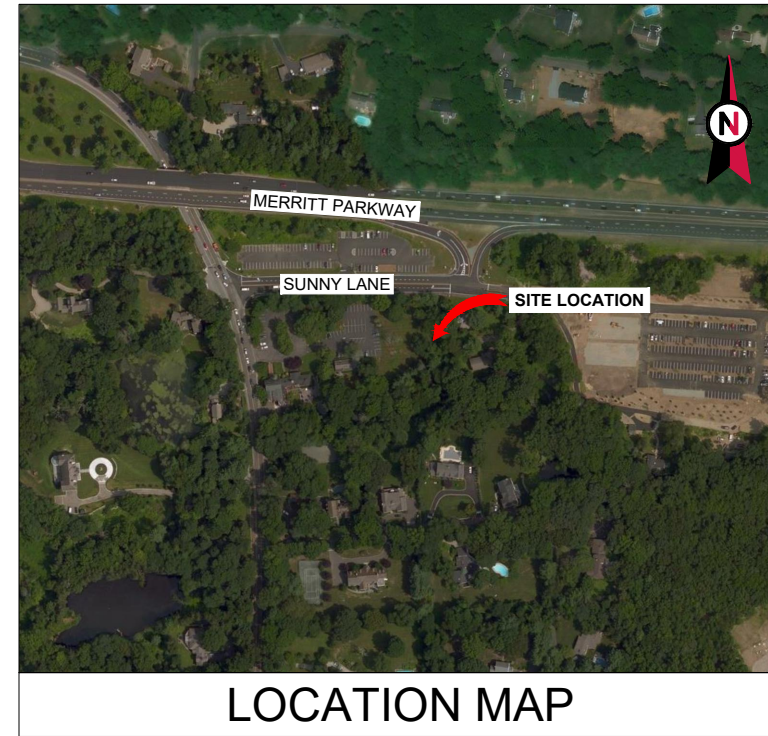 N
MERRITT PARKWAY
SUNNY LANE
SITE LOCATION
LOCATION MAP